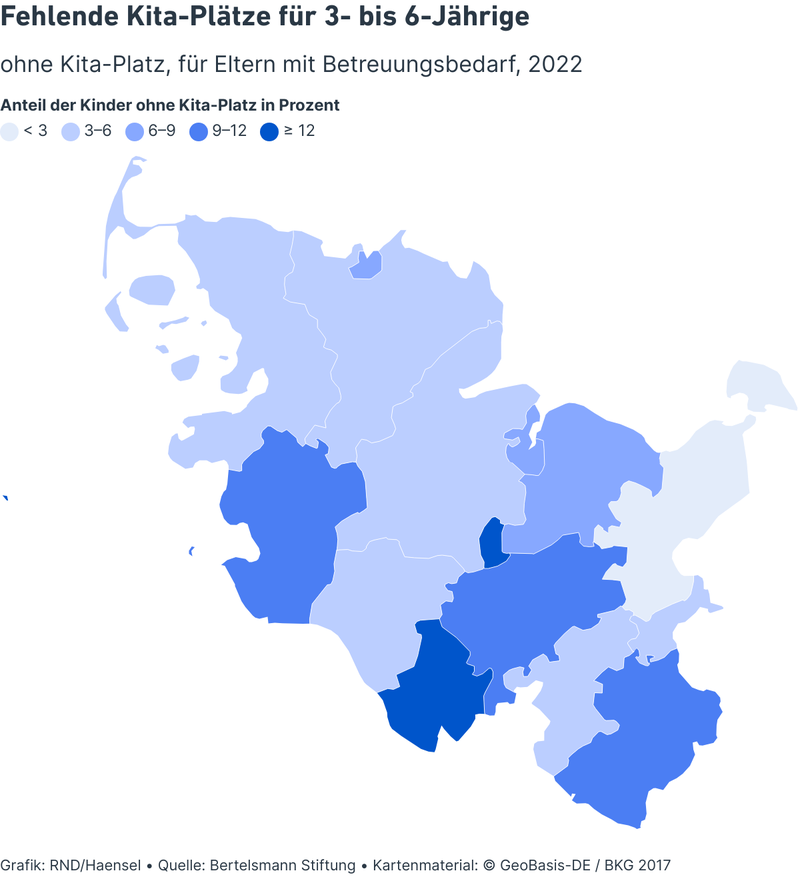 Fehlende Kita-Plätze für 3- bis 6-Jährige
ohne Kita-Platz, für Eltern mit Betreuungsbedarf, 2022
Anteil der Kinder ohne Kita-Platz in Prozent
< 3 3–6 6–9 9–12 ≥ 12
Grafik: RND/Haensel • Quelle: Bertelsmann Stiftung • Kartenmaterial: © GeoBasis-DE / BKG 2017